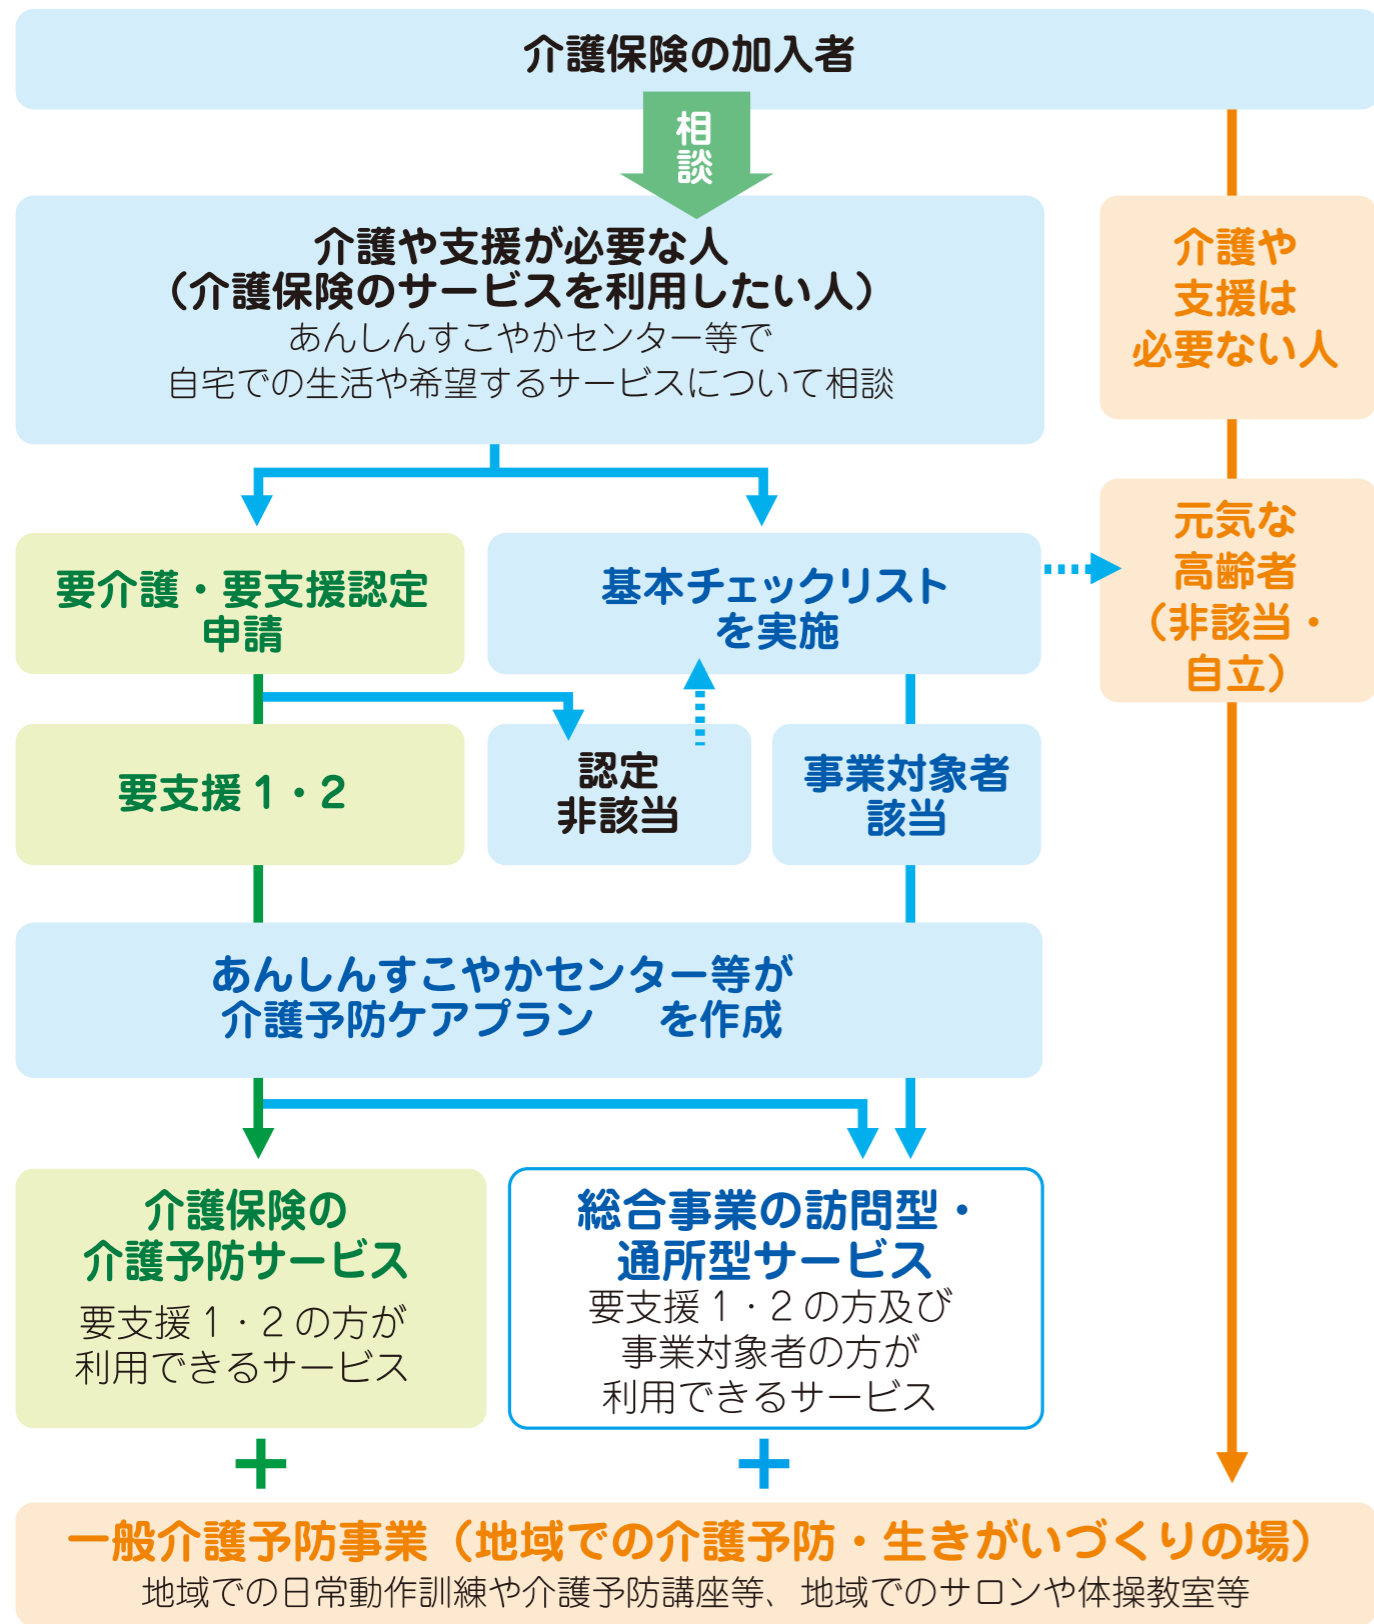 介護保険の加入者
相談
介護や支援が必要な人
（介護保険のサービスを利用したい人）
あんしんすこやかセンター等で
自宅での生活や希望するサービスについて相談
介護や
支援は
必要ない人
要介護・要支援認定
申請
基本チェックリスト
を実施
元気な
高齢者
（非該当・
自立）
要支援1・2
認定
非該当
事業対象者
該当
あんしんすこやかセンター等が
介護予防ケアプラン　を作成
介護保険の
介護予防サービス
要支援1・2の方が
利用できるサービス
総合事業の訪問型・
通所型サービス
要支援1・2の方及び
事業対象者の方が
利用できるサービス
＋
＋
一般介護予防事業（地域での介護予防・生きがいづくりの場）
地域での日常動作訓練や介護予防講座等、地域でのサロンや体操教室等